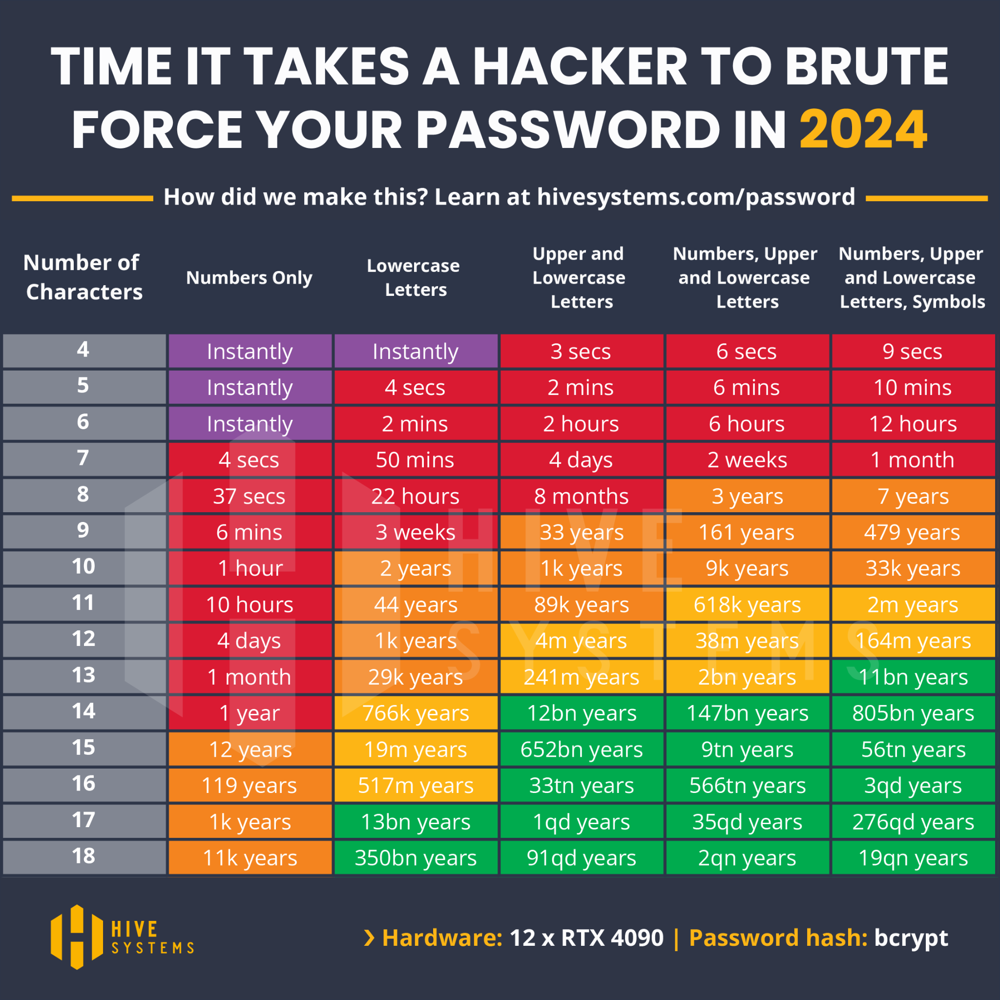 TIME IT TAKES A HACKER TO BRUTE
FORCE YOUR PASSWORD IN 2024
How did we make this? Learn at hivesystems.com/password
Number of Characters
Numbers Only
Lowercase Letters
Upper and Lowercase Letters
Numbers, Upper and Lowercase Letters
Numbers, Upper and Lowercase Letters, Symbols
4 Instantly Instantly 3 secs 6 secs 9 secs
5 Instantly 4 secs 2 mins 6 mins 10 mins
6 Instantly 2 mins 2 hours 6 hours 12 hours
7 4 secs 50 mins 4 days 2 weeks 1 month
8 37 secs 22 hours 8 months 3 years 7 years
9 6 mins 3 weeks 33 years 161 years 479 years
10 1 hour 2 years 1k years 9k years 33k years
11 10 hours 44 years 89k years 618k years 2m years
12 4 days 1k years 4m years 38m years 164m years
13 1 month 29k years 241m years 2bn years 11bn years
14 1 year 766k years 12bn years 147bn years 805bn years
15 12 years 19m years 652bn years 9tn years 56tn years
16 119 years 517m years 33tn years 566tn years 3qd years
17 1k years 13bn years 1qd years 35qd years 276qd years
18 11k years 350bn years 91qd years 2qn years 19qn years
HIVE
SYSTEMS
HIVE
SYSTEMS
Hardware: 12 x RTX 4090 | Password hash: bcrypt